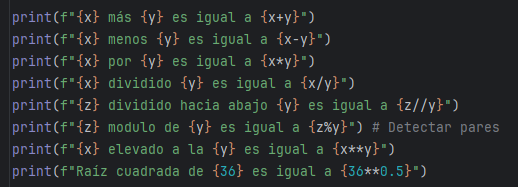 print(f"{x} más {y} es igual a {x+y}")
print(f"{x} menos {y} es igual a {x-y}")
print(f"{x} por {y} es igual a {x*y}")
print(f"{x} dividido {y} es igual a {x/y}")
print(f"{z} dividido hacia abajo {y} es igual a {z//y}")
print(f"{z} modulo de {y} es igual a {z%y}") # Detectar pares
print(f"{x} elevado a la {y} es igual a {x**y}")
print(f"Raiz cuadrada de {36} es igual a {36**0.5}")